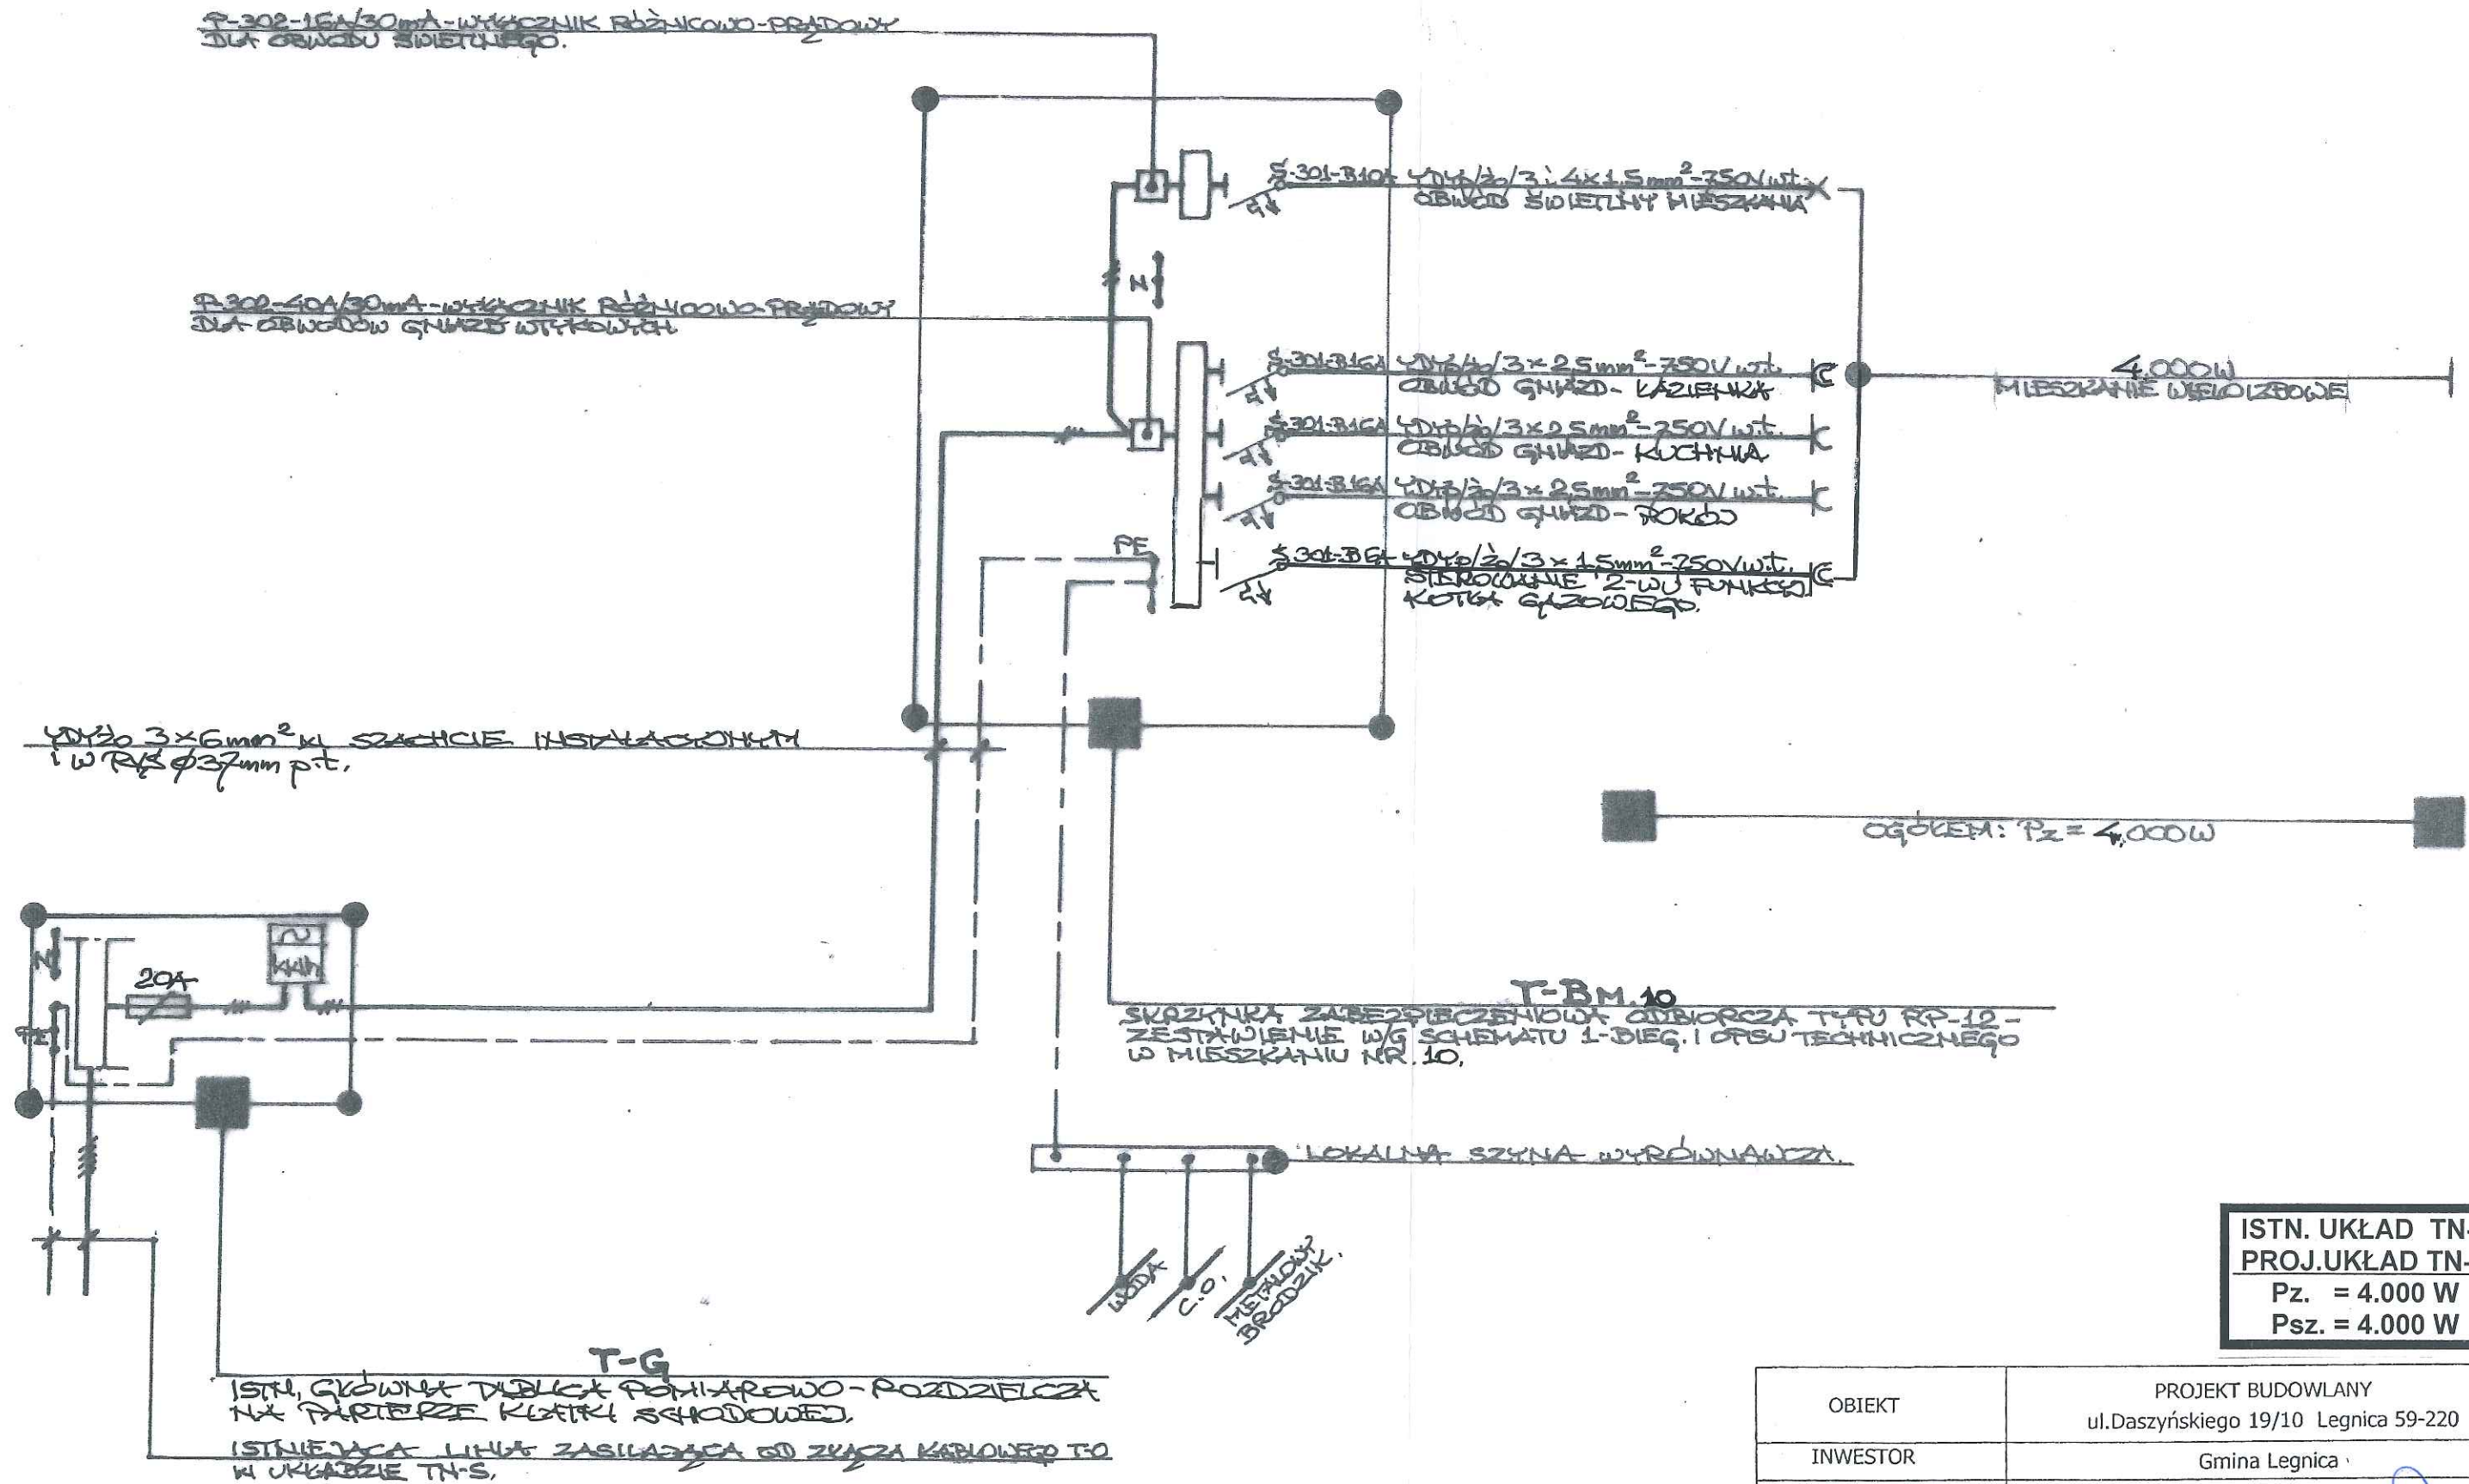 P-302-16A/30mA-WYŁĄCZNIK RÓŻNICOWO-PRĄDOWY
DLA OBWODU ŚWIETLNEGO.
S-301-B10A YDYp/żo/3i4x1,5mm²-750V w.t.
OBWÓD ŚWIETLNY MIESZKANIA
N
P-302-40A/30mA-WYŁĄCZNIK RÓŻNICOWO-PRĄDOWY
DLA OBWODÓW GNIAZD WTYKOWYCH
S-301-B16A YDYp/żo/3x2,5mm²-750V w.t.
OBWÓD GNIAZD-ŁAZIENKA
4.000W
MIESZKANIE WIELOIZBOWE
S-301-B16A YDYp/żo/3x2,5mm²-750V w.t.
OBWÓD GNIAZD-KUCHNIA
S-301-B16A YDYp/żo/3x2,5mm²-750V w.t.
OBWÓD GNIAZD-POKÓJ
PE
S-301-B6A YDYp/żo/3x1,5mm²-750V w.t.
STEROWANIE 2-WU FUNKCYJ.
KOTŁA GAZOWEGO.
YDYżo 3x6mm² w SZACHCIE INSTALACYJNYM
i W RVS ø37mm p.t.
OGÓŁEM: Pz = 4,000W
N
20A
kWh
PE
T-BM.10
SKRZYNKA ZABEZPIECZENIOWA ODBIORCZA TYPU RP-12-
ZESTAWIENIE W/G SCHEMATU 1-BIEG. I OPISU TECHNICZNEGO
W MIESZKANIU NR. 10.
LOKALNA SZYNA WYRÓWNAWCZA.
WODA
C.O.
METALOWY
BRODZIK.
ISTN. UKŁAD TN-
PROJ.UKŁAD TN-
Pz. = 4.000 W
Psz. = 4.000 W
T-G
ISTN. GŁÓWNA TABLICA POMIAROWO-ROZDZIELCZA
NA PARTERZE KLATKI SCHODOWEJ.
ISTNIEJĄCA LINIA ZASILAJĄCA OD ZŁĄCZA KABLOWEGO T-O
W UKŁADZIE TN-S.
OBIEKT
PROJEKT BUDOWLANY
ul.Daszyńskiego 19/10 Legnica 59-220
INWESTOR
Gmina Legnica